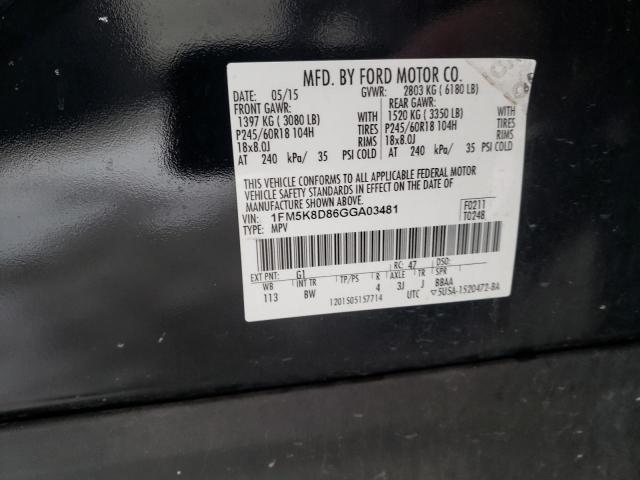 MFD. BY FORD MOTOR CO.
DATE: 05/15 GVWR: 2803 KG ( 6180 LB)
FRONT GAWR: REAR GAWR:
1397 KG ( 3080 LB) WITH 1520 KG ( 3350 LB) WITH
P245/60R18 104H TIRES P245/60R18 104H TIRES
18x8.0J RIMS 18x8.0J RIMS
AT 240 kPa/ 35 PSI COLD AT 240 kPa/ 35 PSI COLD
THIS VEHICLE CONFORMS TO ALL APPLICABLE FEDERAL MOTOR
VEHICLE SAFETY STANDARDS IN EFFECT ON THE DATE OF
MANUFACTURE SHOWN ABOVE.
VIN: 1FM5K8D86GGA03481 F0211
TYPE: MPV T0248
EXT PNT: G1 RC: 47 DSO:
WB INT TR TP/PS R AXLE TR SPR
113 BW 4 3J J BBAA
1201505157714 UTC ▽5USA-1520472-BA